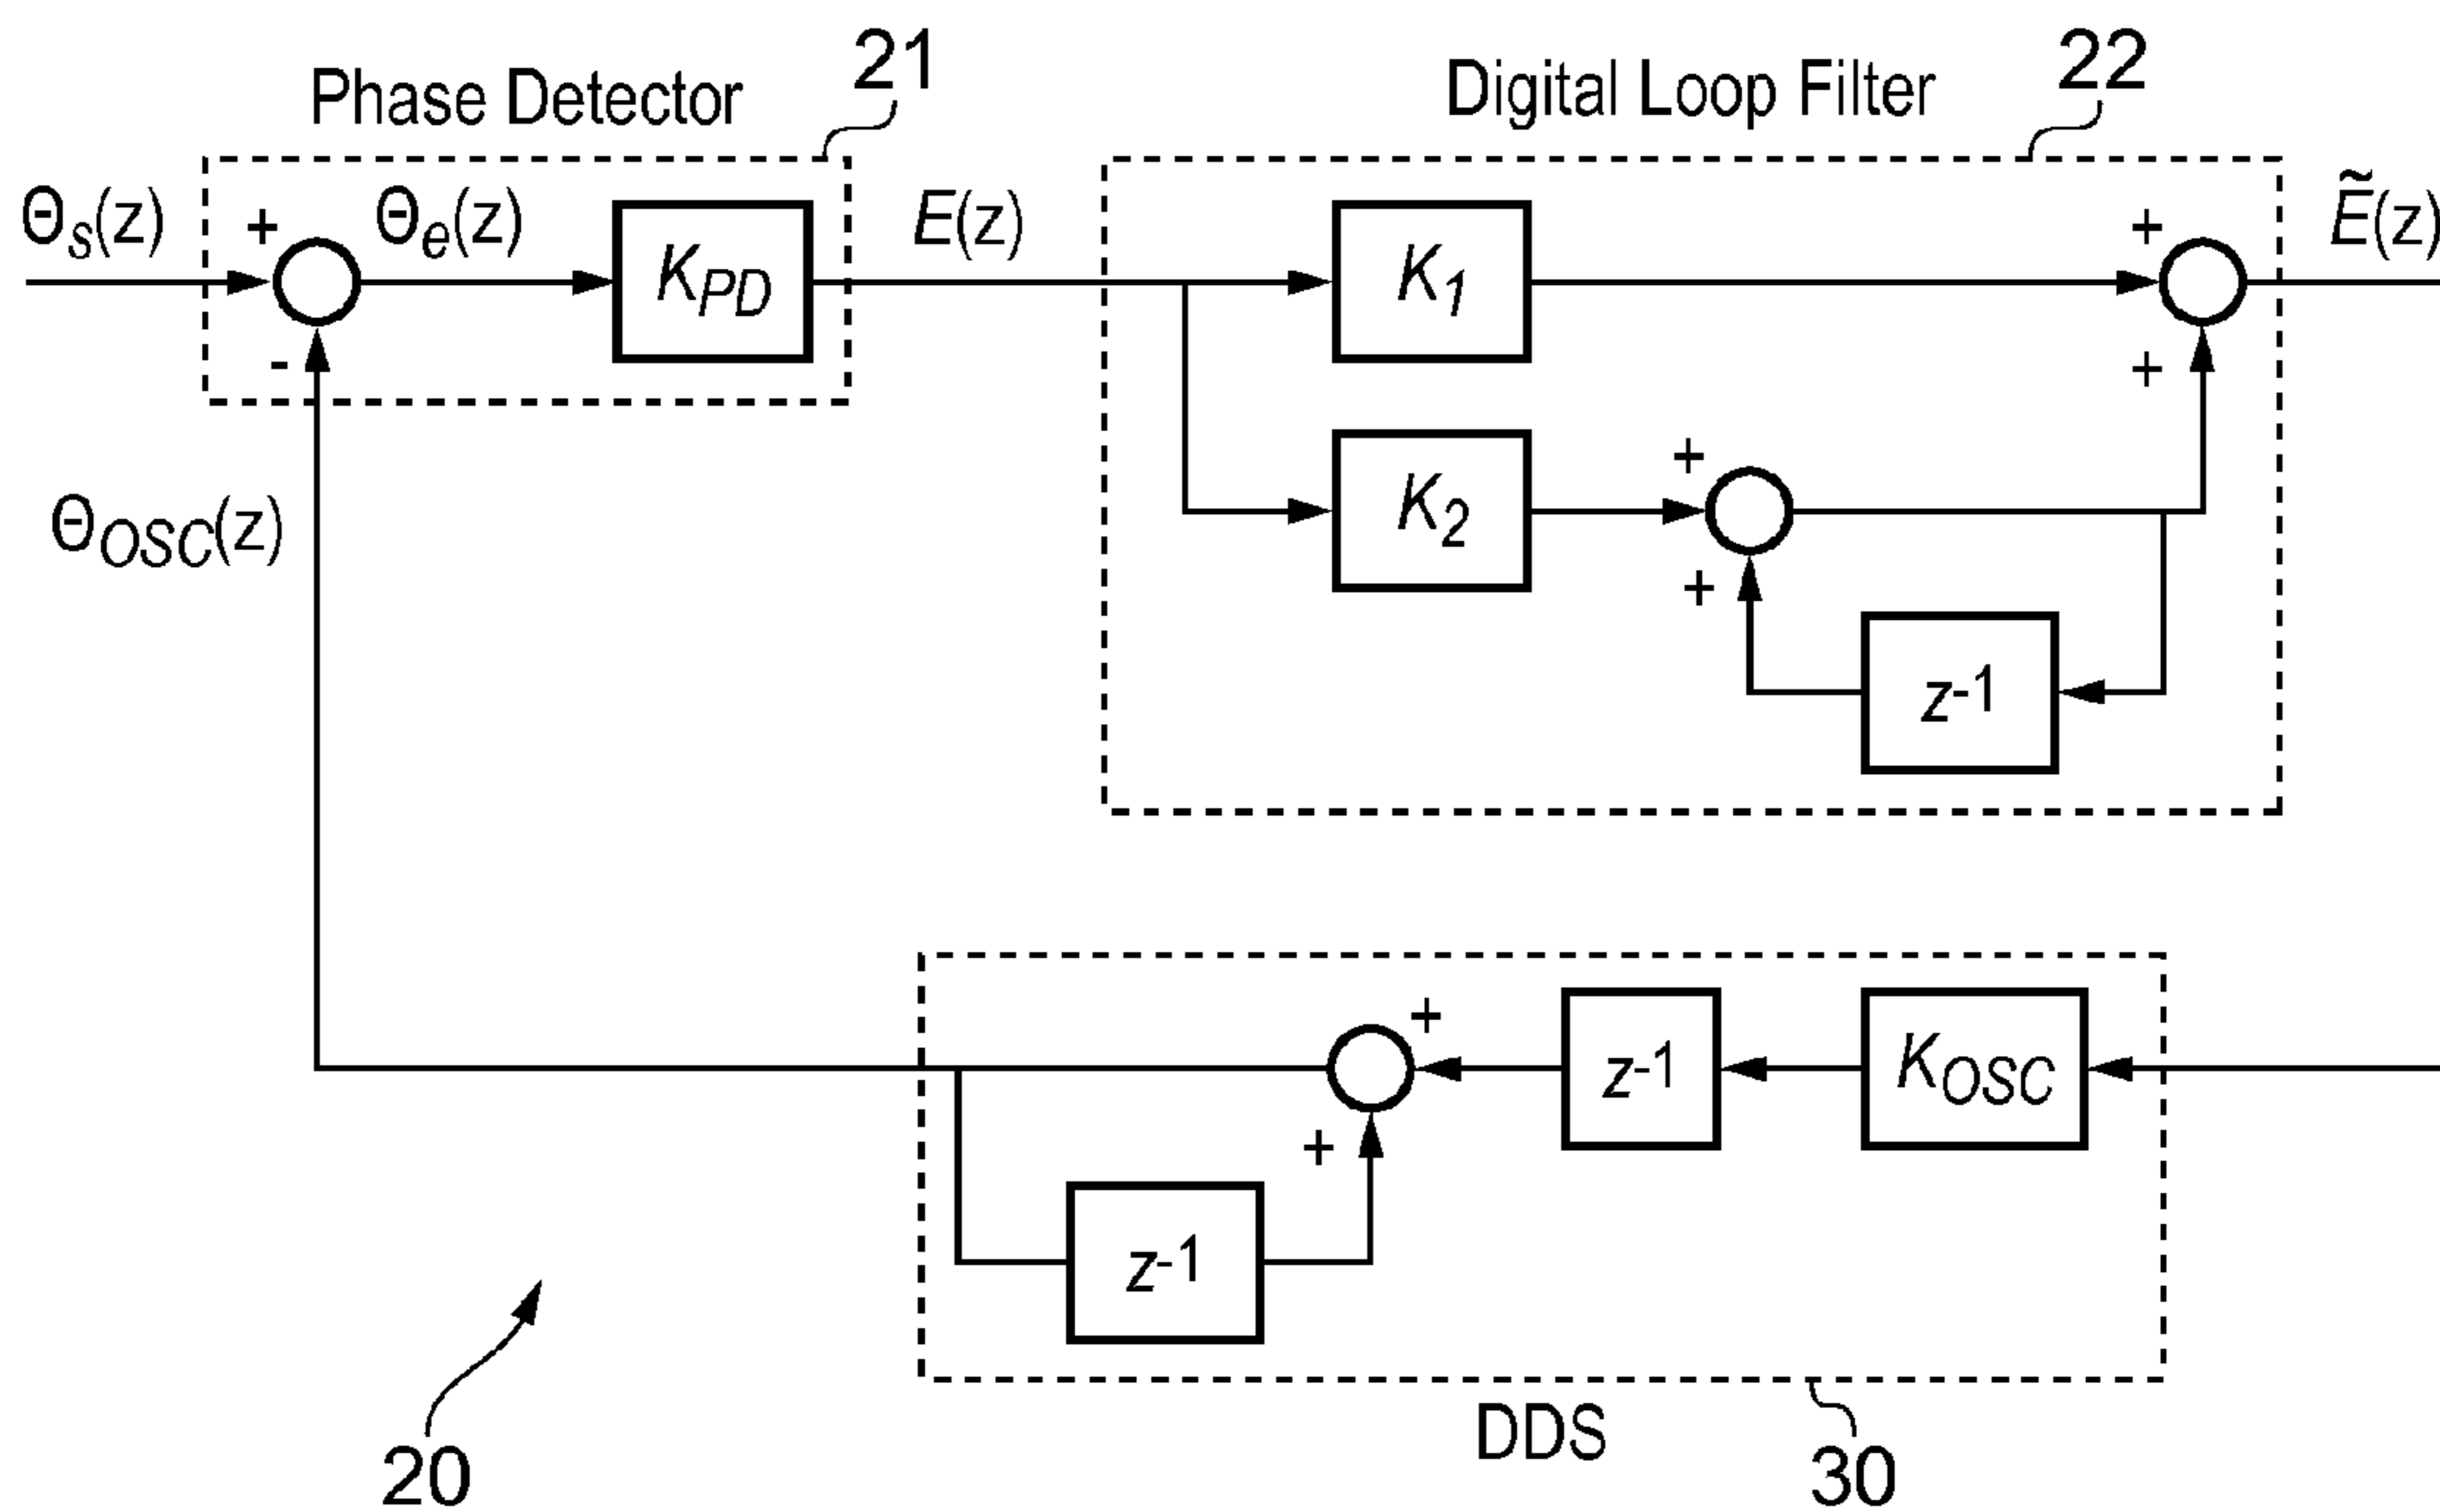 Phase Detector
21
Digital Loop Filter
22
Θs(z)
+
Θe(z)
KPD
E(z)
K1
+
Ẽ(z)
-
+
ΘOSC(z)
K2
+
+
z-1
+
z-1
KOSC
+
z-1
DDS
20
30